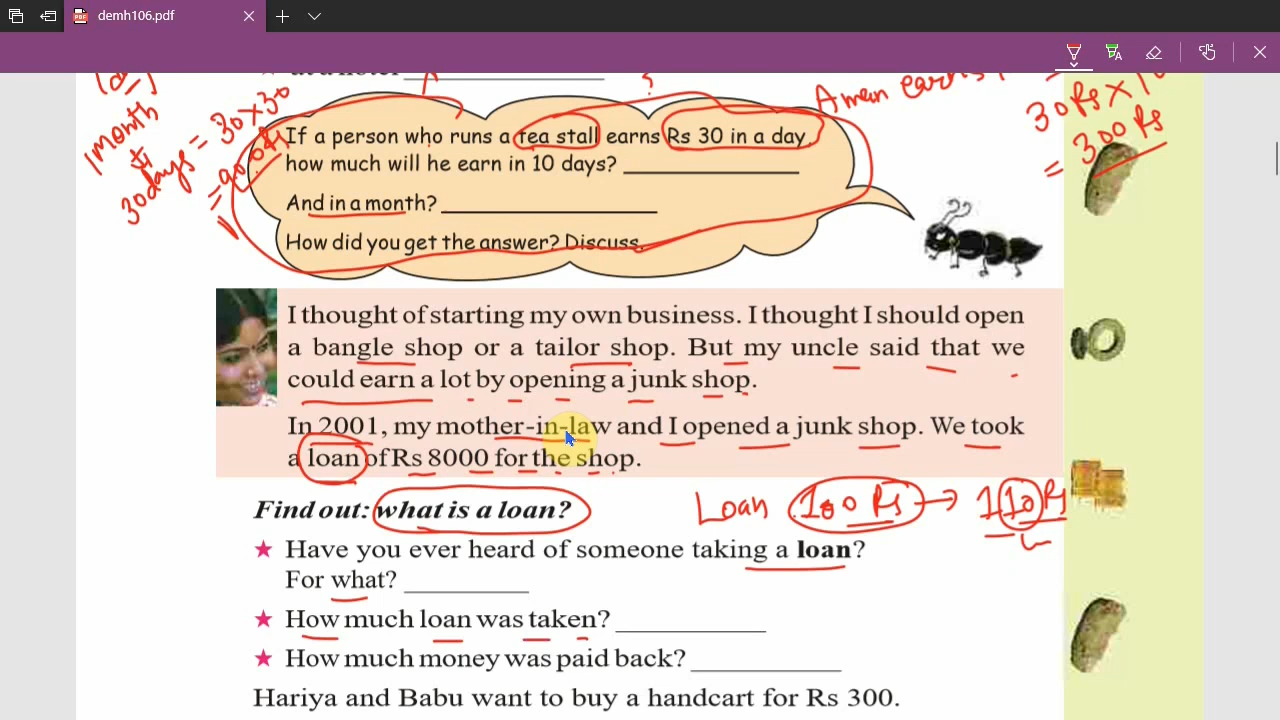 demh106.pdf
1 month
30days = 30×30
A man earns
30 Rs × 10
= 300 Rs
If a person who runs a tea stall earns Rs 30 in a day
how much will he earn in 10 days?
And in a month?
How did you get the answer? Discuss.
I thought of starting my own business. I thought I should open
a bangle shop or a tailor shop. But my uncle said that we
could earn a lot by opening a junk shop.
In 2001, my mother-in-law and I opened a junk shop. We took
a loan of Rs 8000 for the shop.
Find out: what is a loan?
Loan 100 Rs → 110 Rs
★ Have you ever heard of someone taking a loan?
For what?
★ How much loan was taken?
★ How much money was paid back?
Hariya and Babu want to buy a handcart for Rs 300.